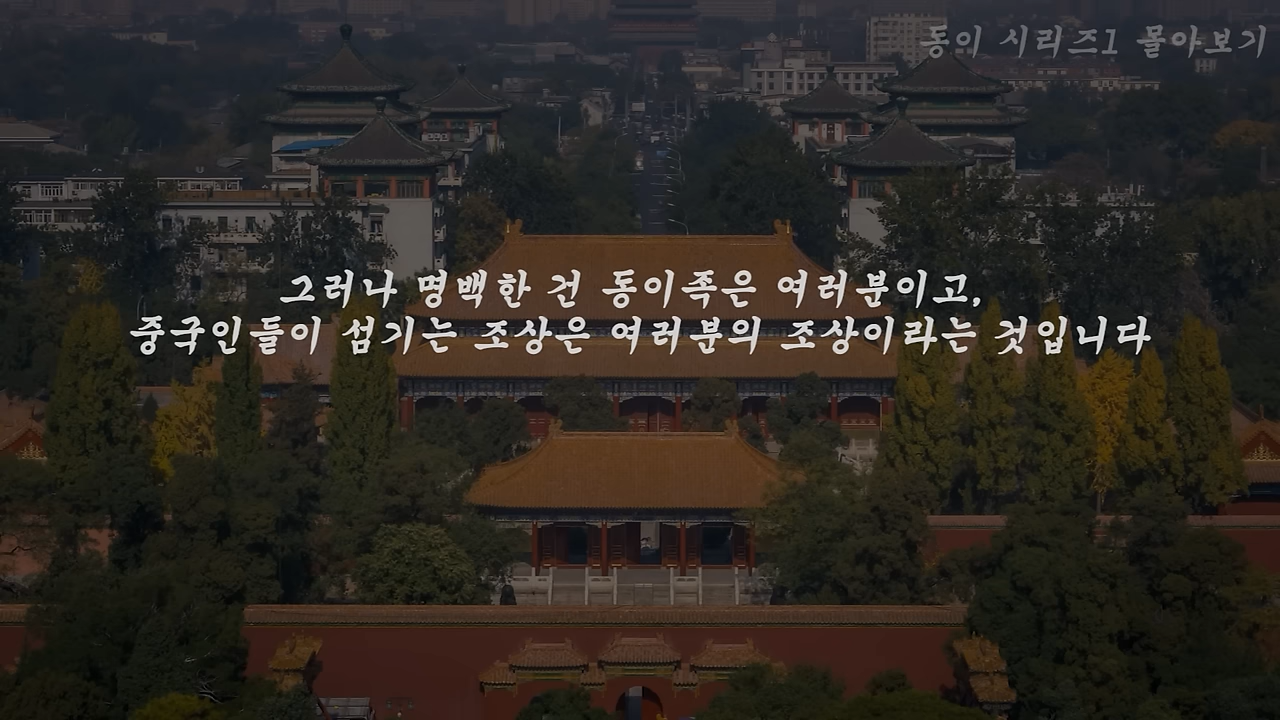 동이 시리즈1 몰아보기
그러나 명백한 건 동이족은 여러분이고,
중국인들이 섬기는 조상은 여러분의 조상이라는 것입니다